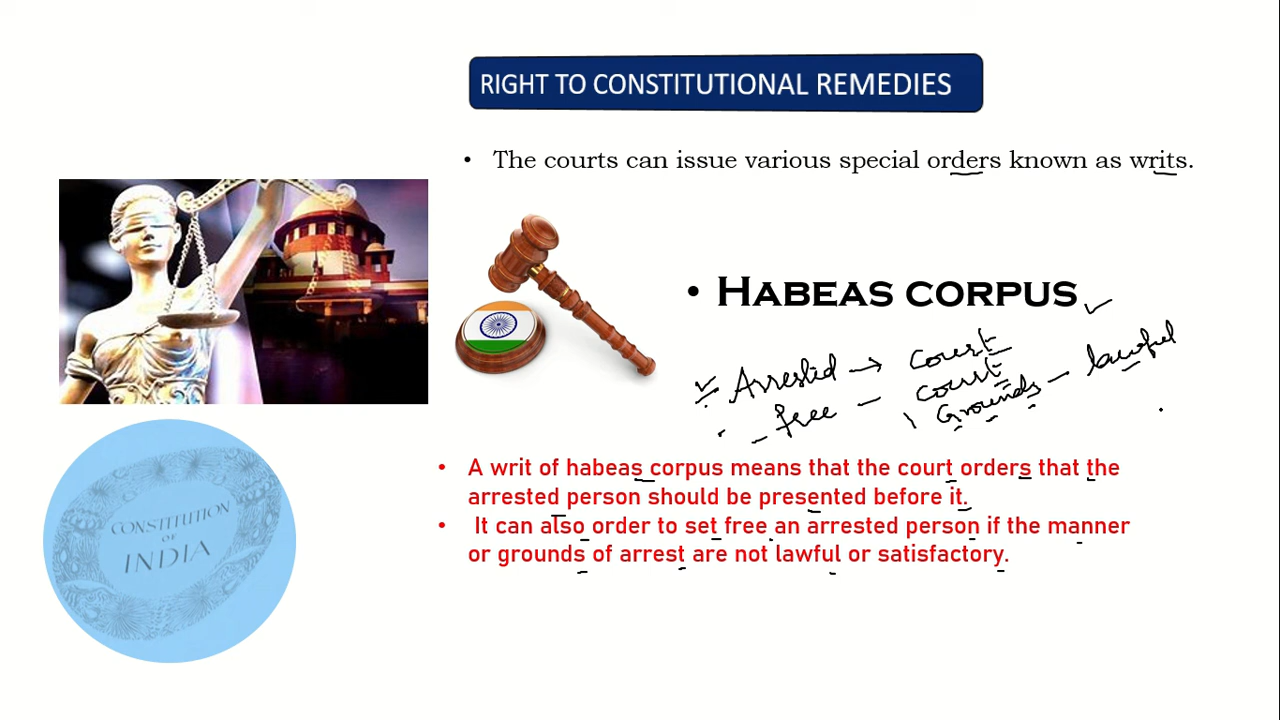 RIGHT TO CONSTITUTIONAL REMEDIES
• The courts can issue various special orders known as writs.
• HABEAS CORPUS
Arrested → court
- free - court
Grounds - lawful
• A writ of habeas corpus means that the court orders that the
arrested person should be presented before it.
• It can also order to set free an arrested person if the manner
or grounds of arrest are not lawful or satisfactory.
CONSTITUTION
OF
INDIA